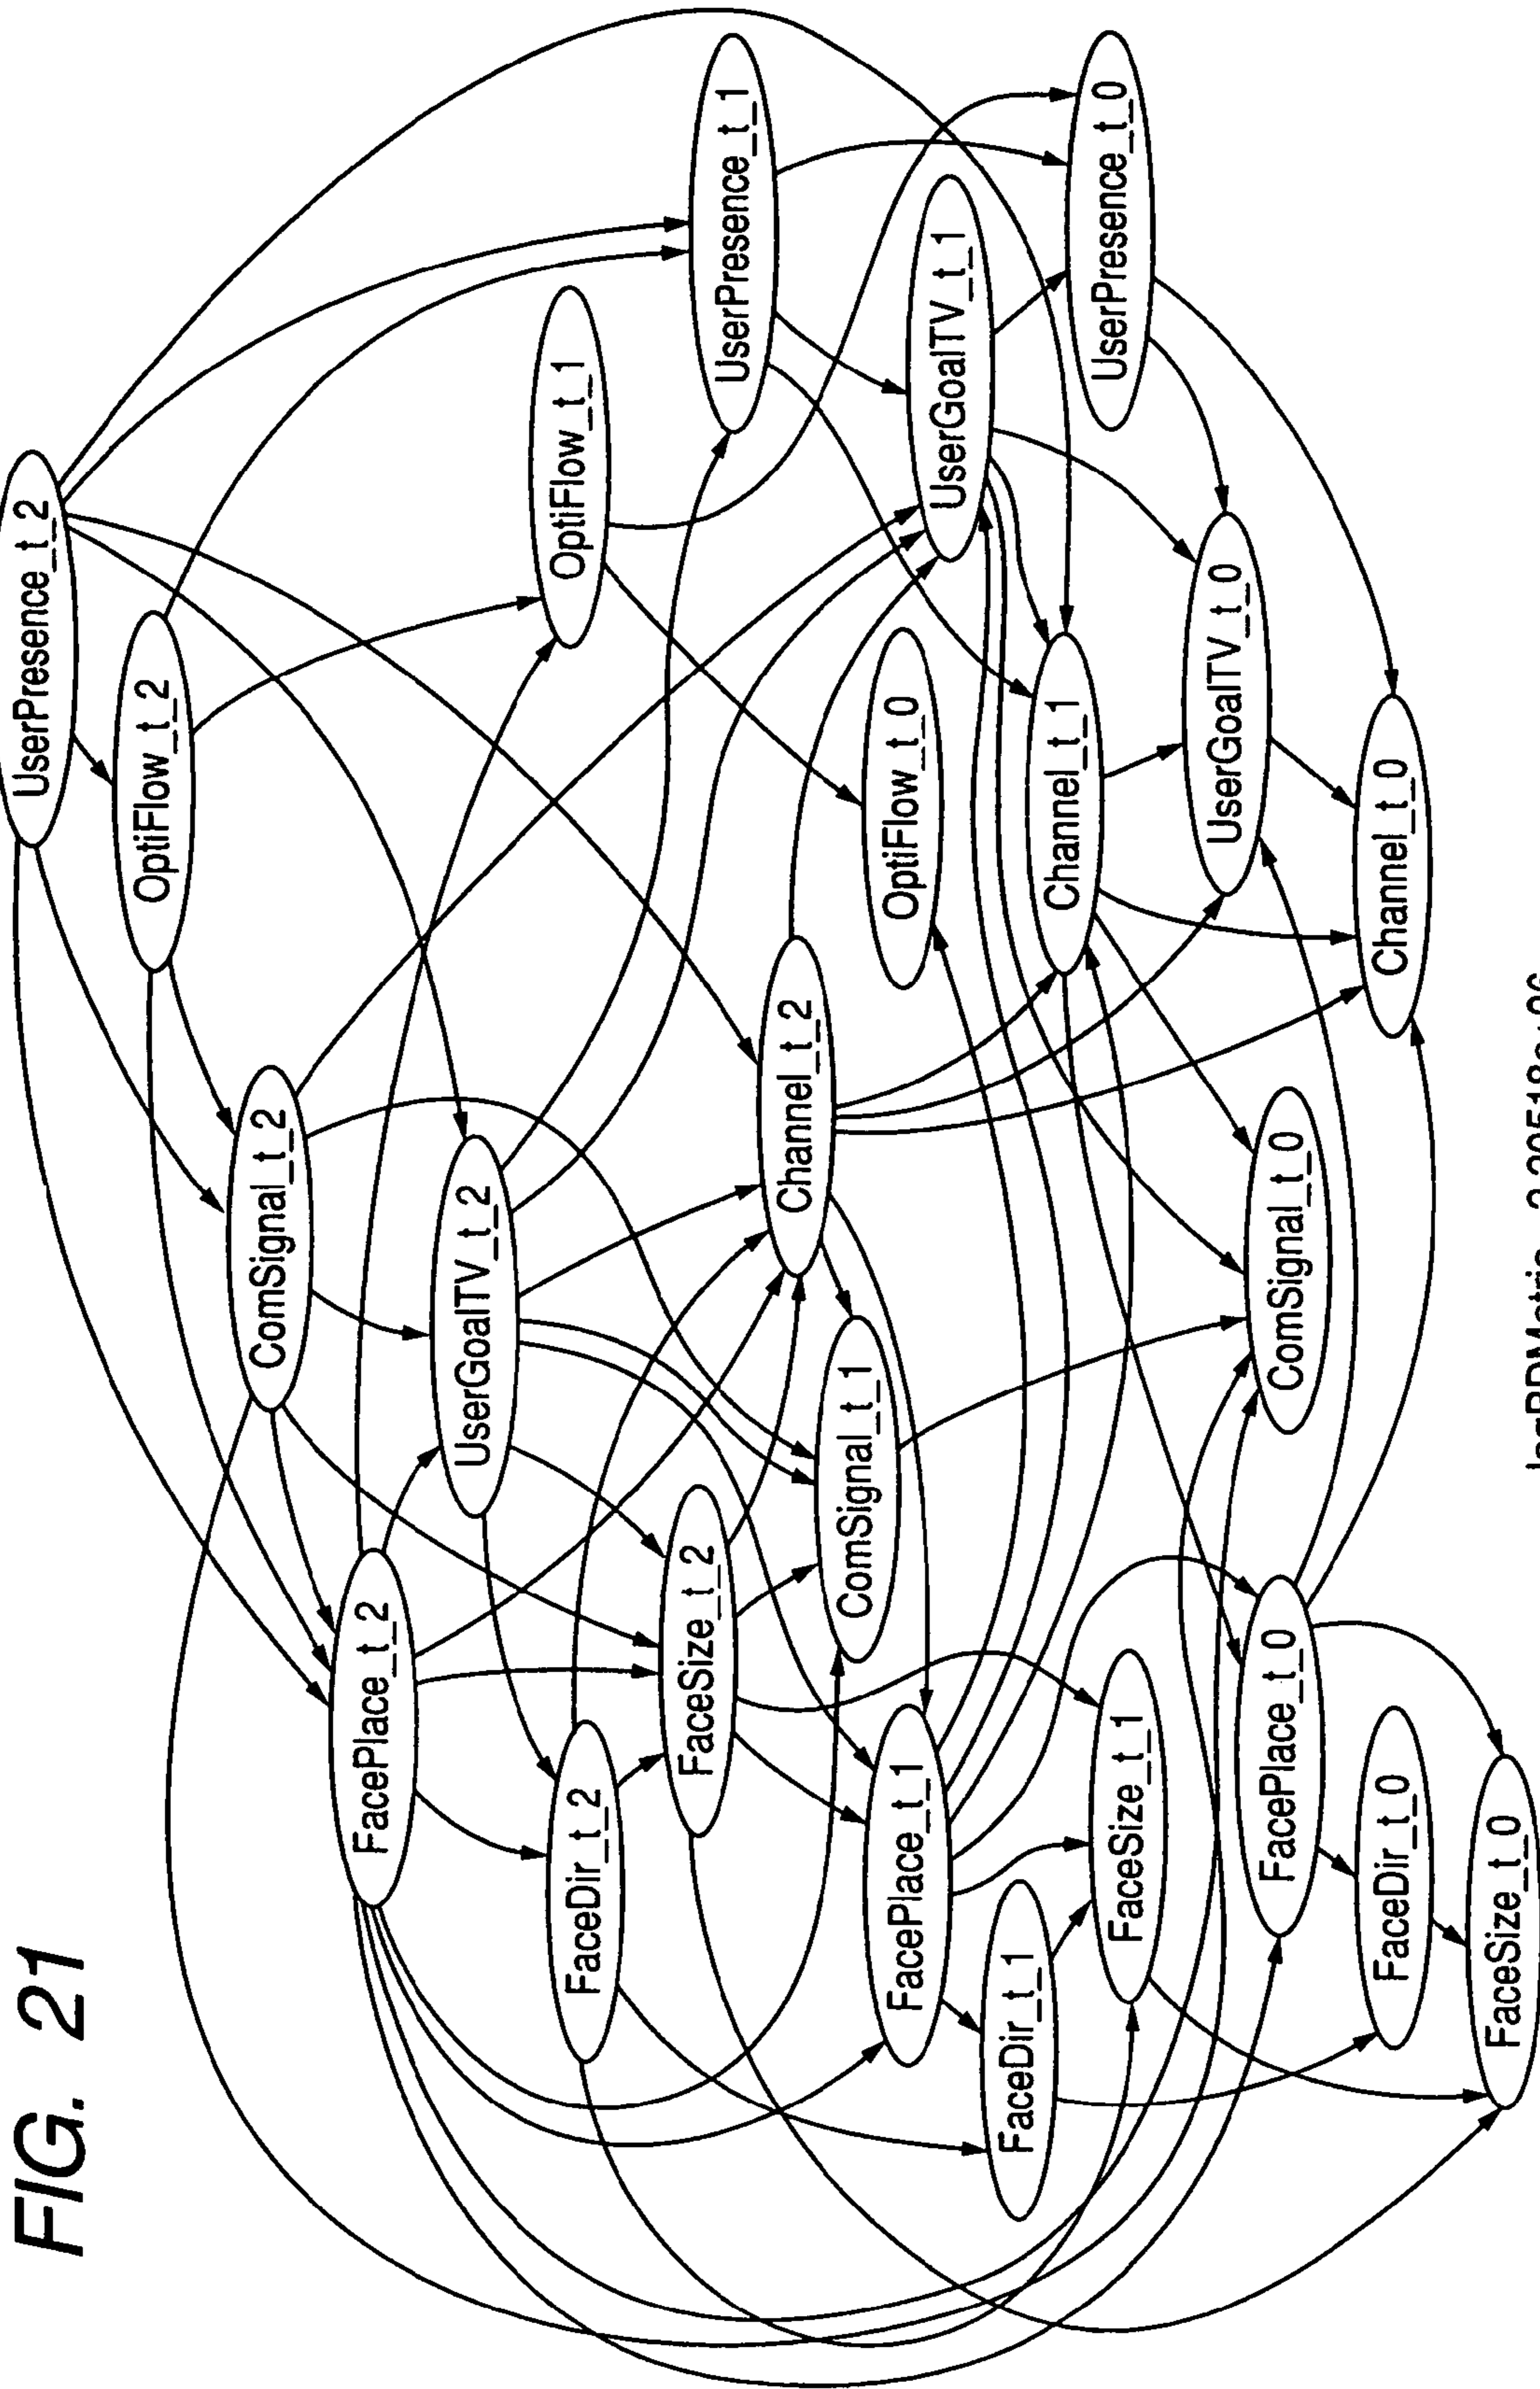 FIG. 21
UserPresence_t_2
OptiFlow_t_2
ComSignal_t_2
FacePlace_t_2
UserGoalTV_t_2
OptiFlow_t_1
FaceDir_t_2
FaceSize_t_2
UserPresence_t_1
Channel_t_2
ComSignal_t_1
FacePlace_t_1
OptiFlow_t_0
UserGoalTV_t_1
FaceDir_t_1
Channel_t_1
FaceSize_t_1
UserPresence_t_0
UserGoalTV_t_0
FacePlace_t_0
ComSignal_t_0
FaceDir_t_0
Channel_t_0
FaceSize_t_0